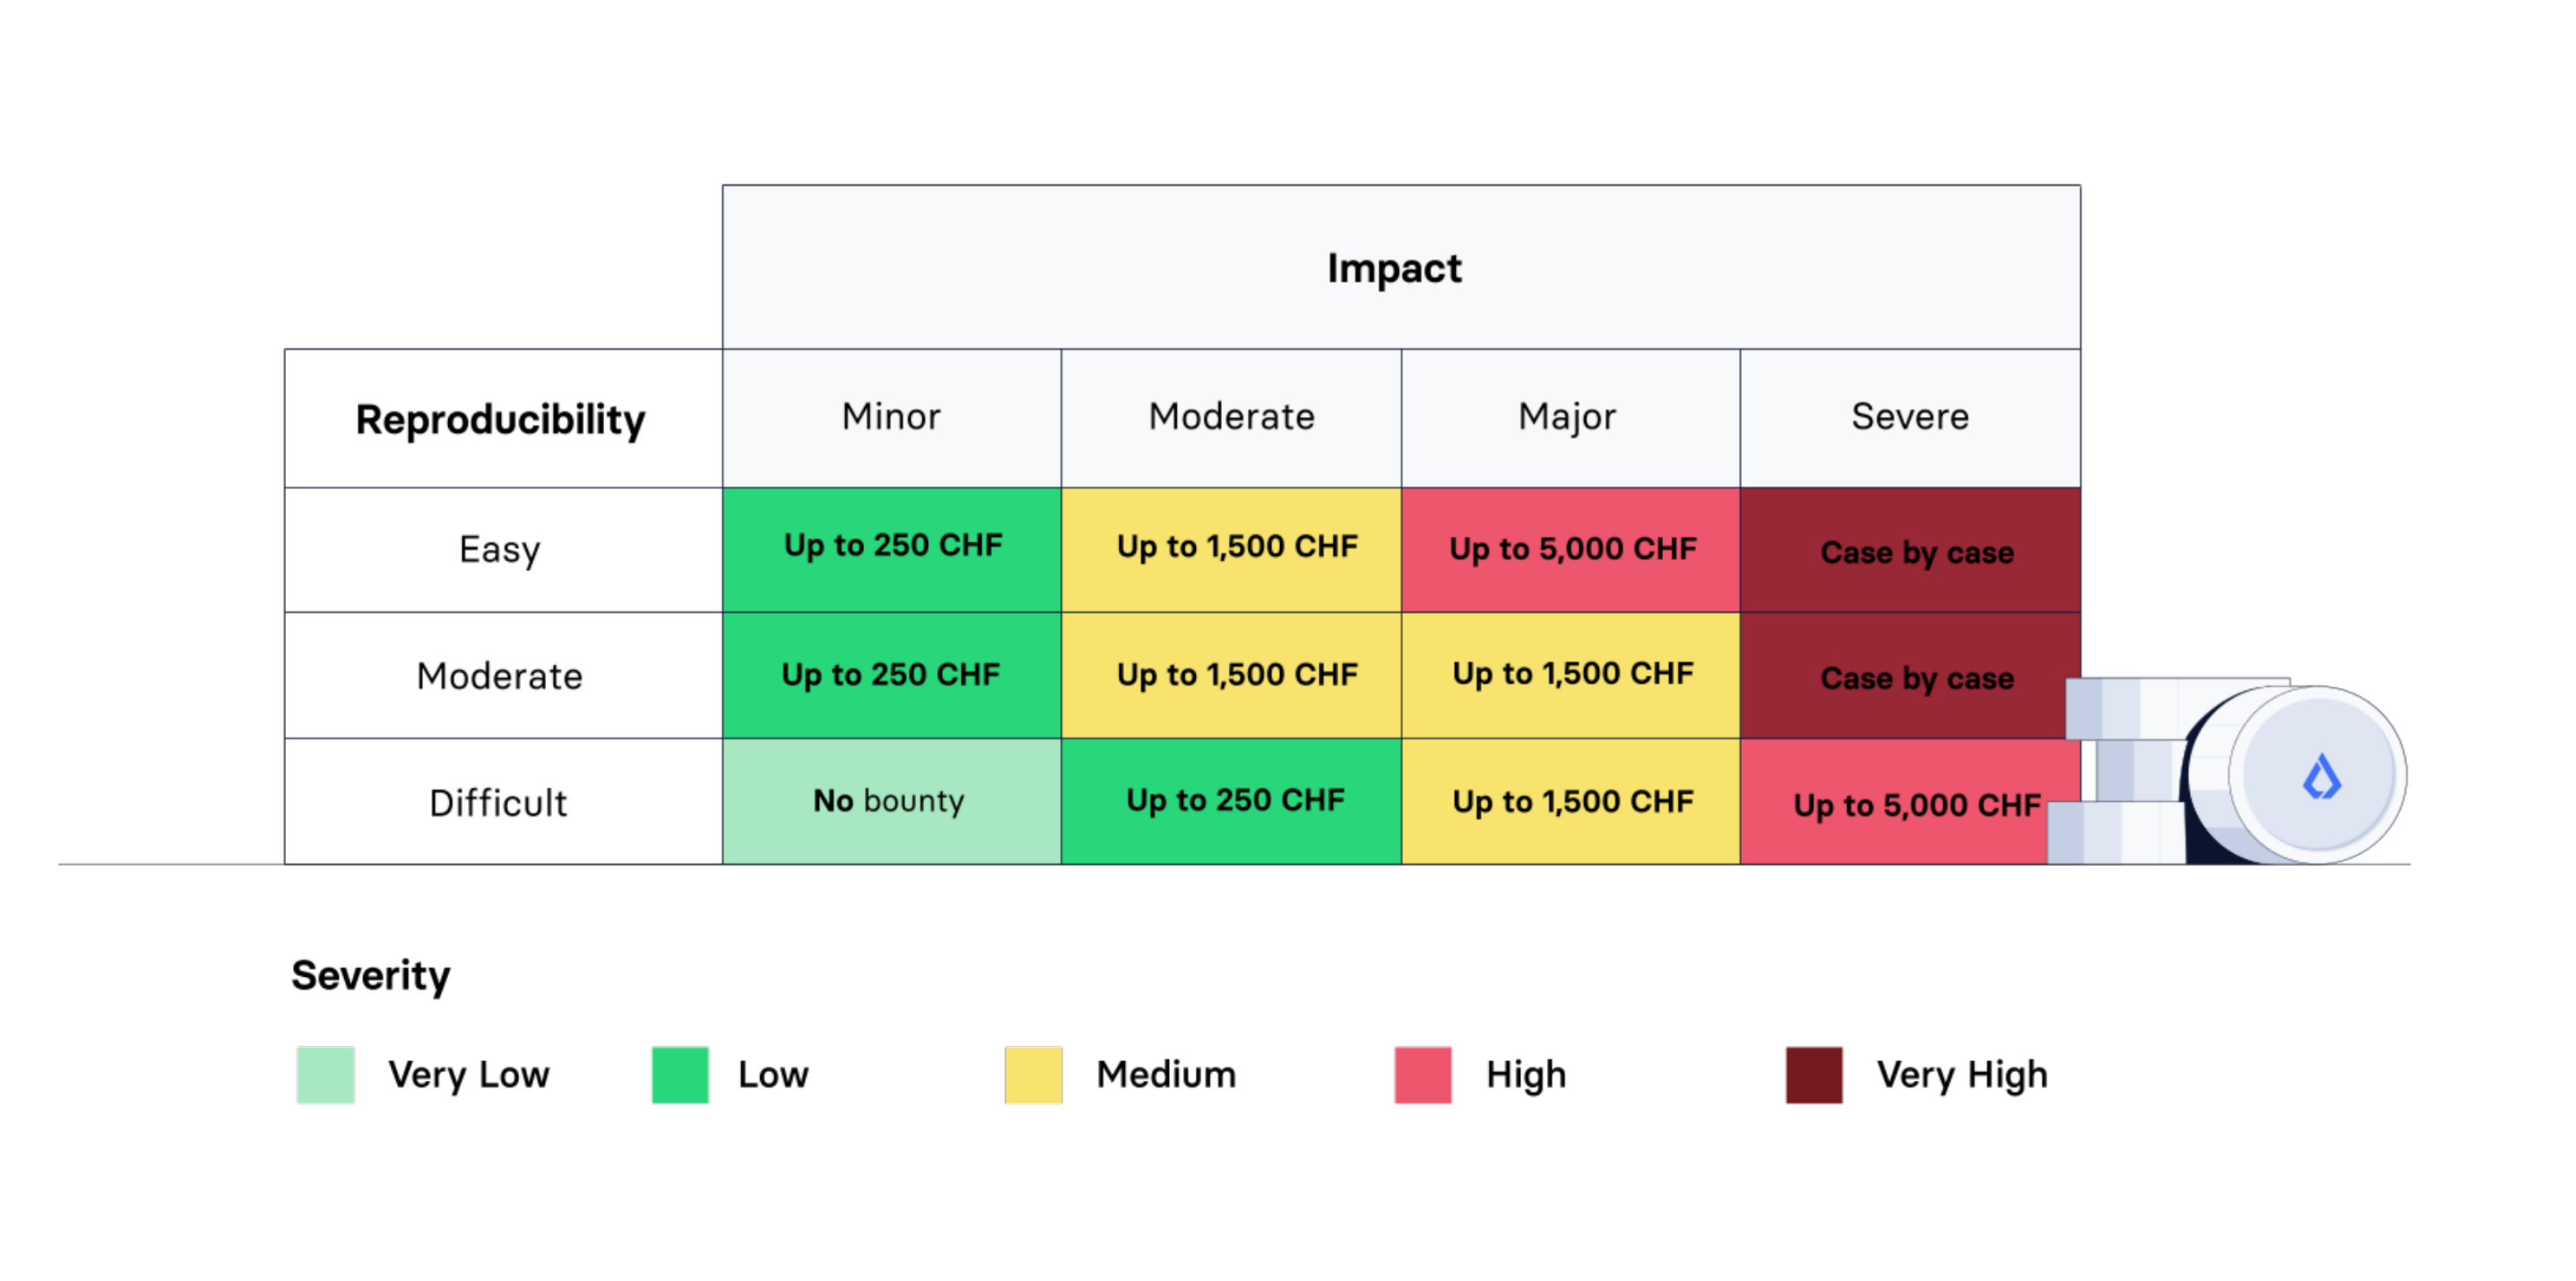 Impact
Reproducibility Minor Moderate Major Severe
Easy Up to 250 CHF Up to 1,500 CHF Up to 5,000 CHF Case by case
Moderate Up to 250 CHF Up to 1,500 CHF Up to 1,500 CHF Case by case
Difficult No bounty Up to 250 CHF Up to 1,500 CHF Up to 5,000 CHF
Severity
Very Low Low Medium High Very High